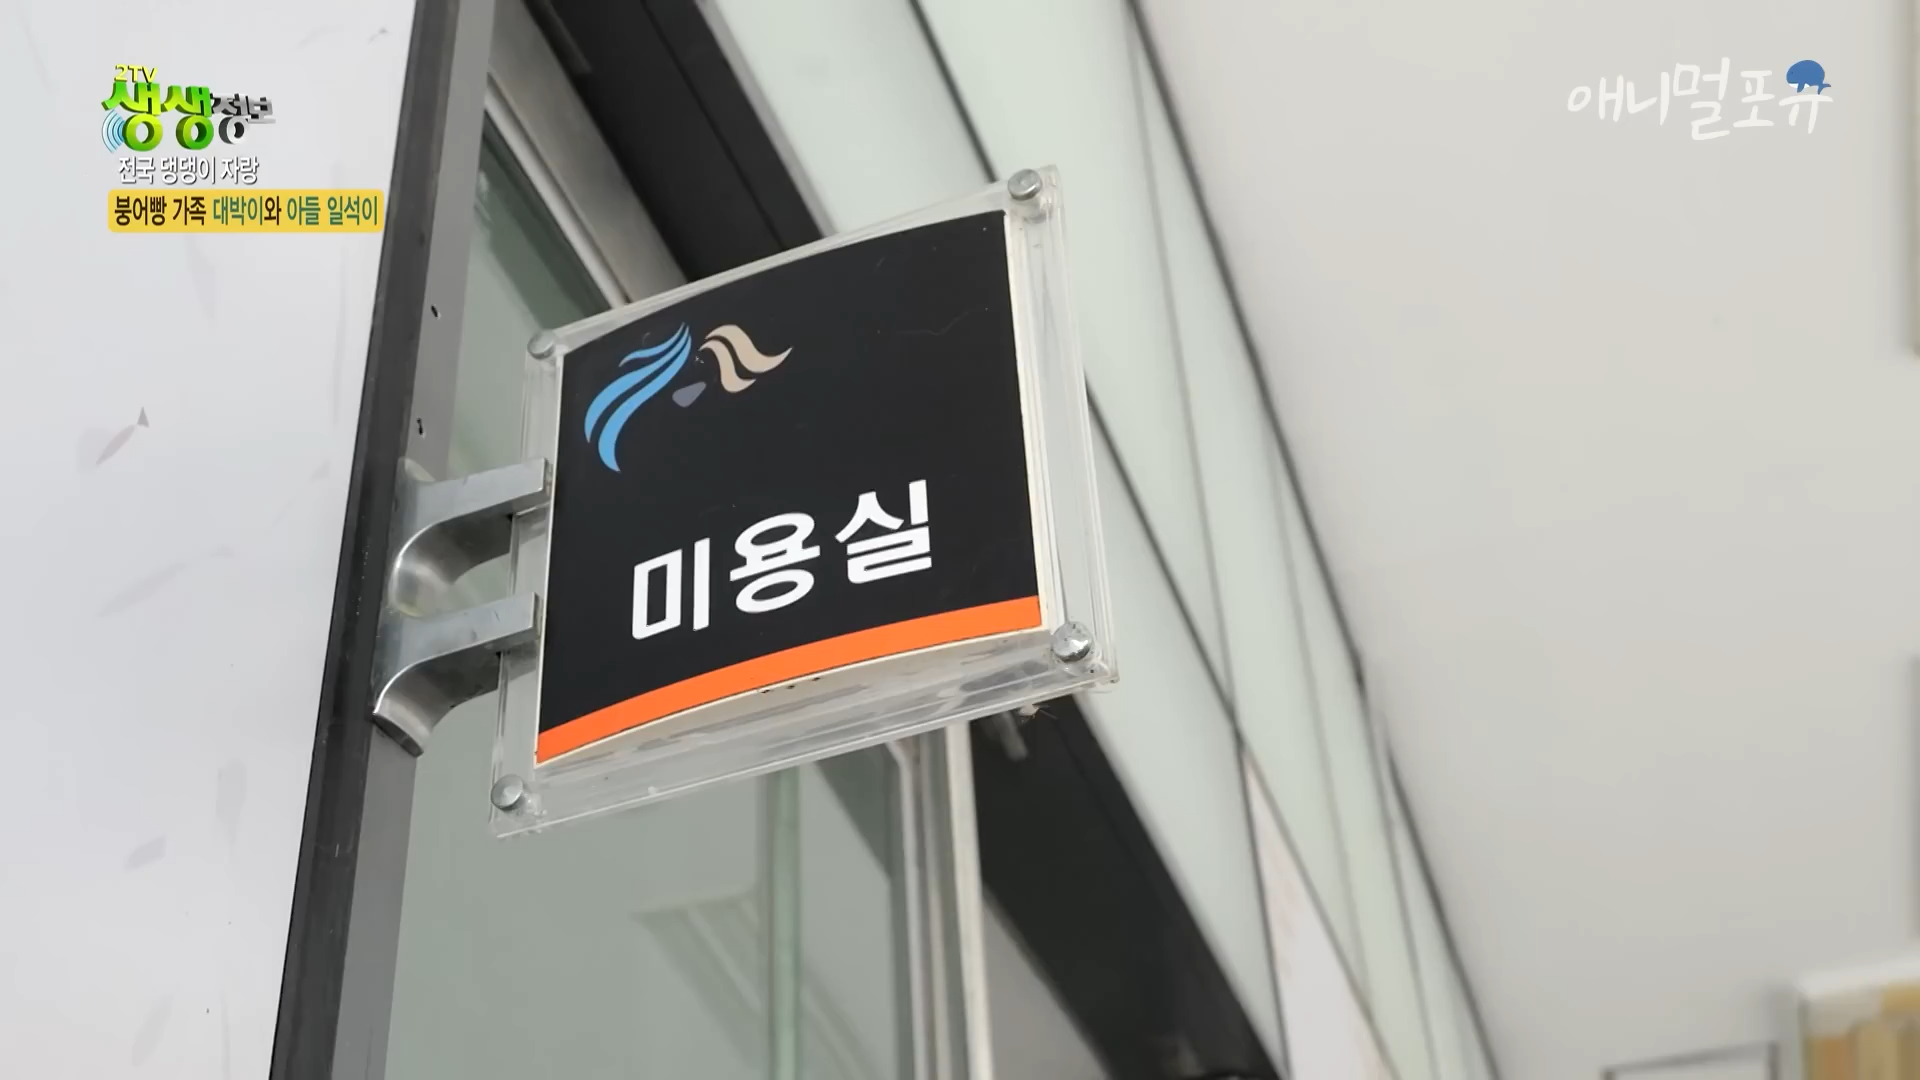 2TV
생생정보
전국 댕댕이 자랑
붕어빵 가족 대박이와 아들 일석이
애니멀포유
미용실